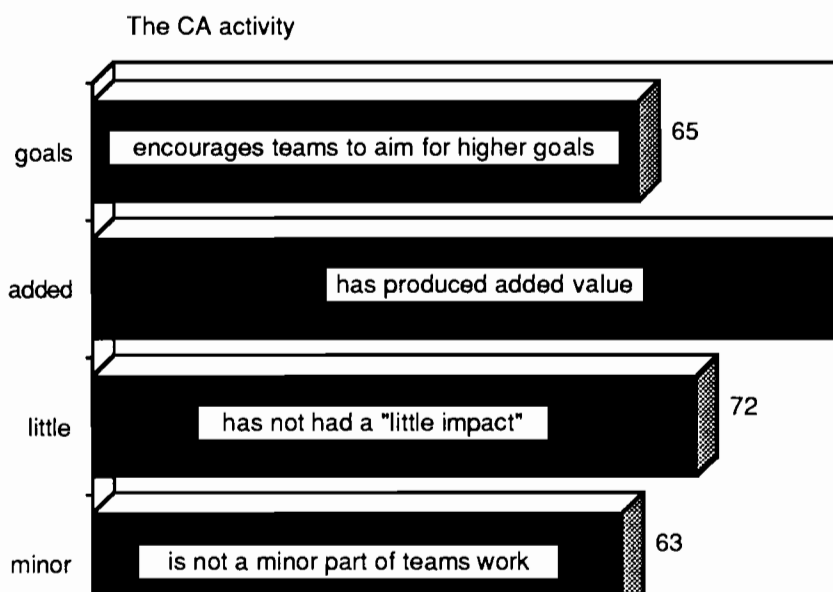 The CA activity
goals
encourages teams to aim for higher goals
65
added
has produced added value
little
has not had a "little impact"
72
minor
is not a minor part of teams work
63